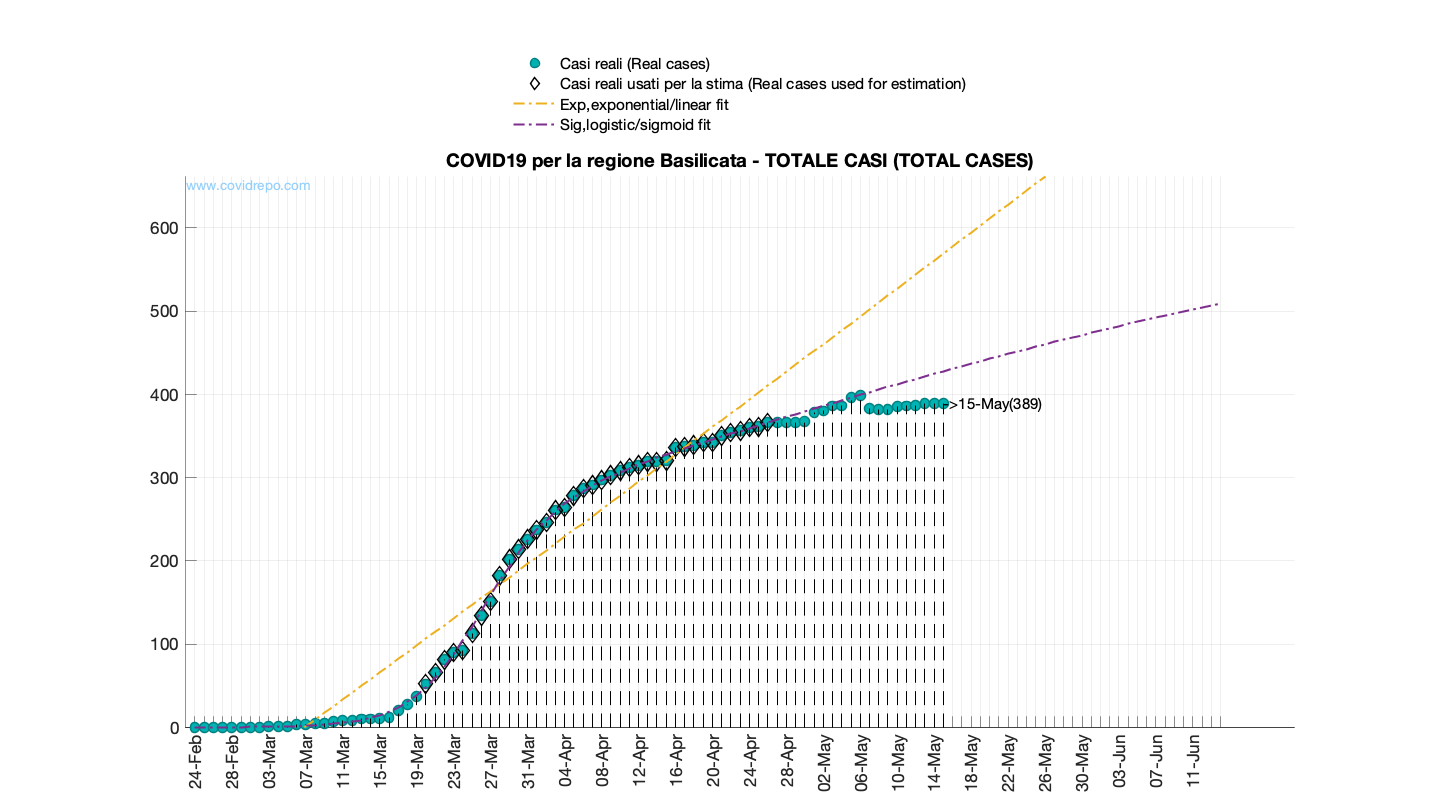 Casi reali (Real cases)
Casi reali usati per la stima (Real cases used for estimation)
Exp,exponential/linear fit
Sig,logistic/sigmoid fit
COVID19 per la regione Basilicata - TOTALE CASI (TOTAL CASES)
www.covidrepo.com
600
500
400
300
200
100
0
->15-May(389)
24-Feb
28-Feb
03-Mar
07-Mar
11-Mar
15-Mar
19-Mar
23-Mar
27-Mar
31-Mar
04-Apr
08-Apr
12-Apr
16-Apr
20-Apr
24-Apr
28-Apr
02-May
06-May
10-May
14-May
18-May
22-May
26-May
30-May
03-Jun
07-Jun
11-Jun